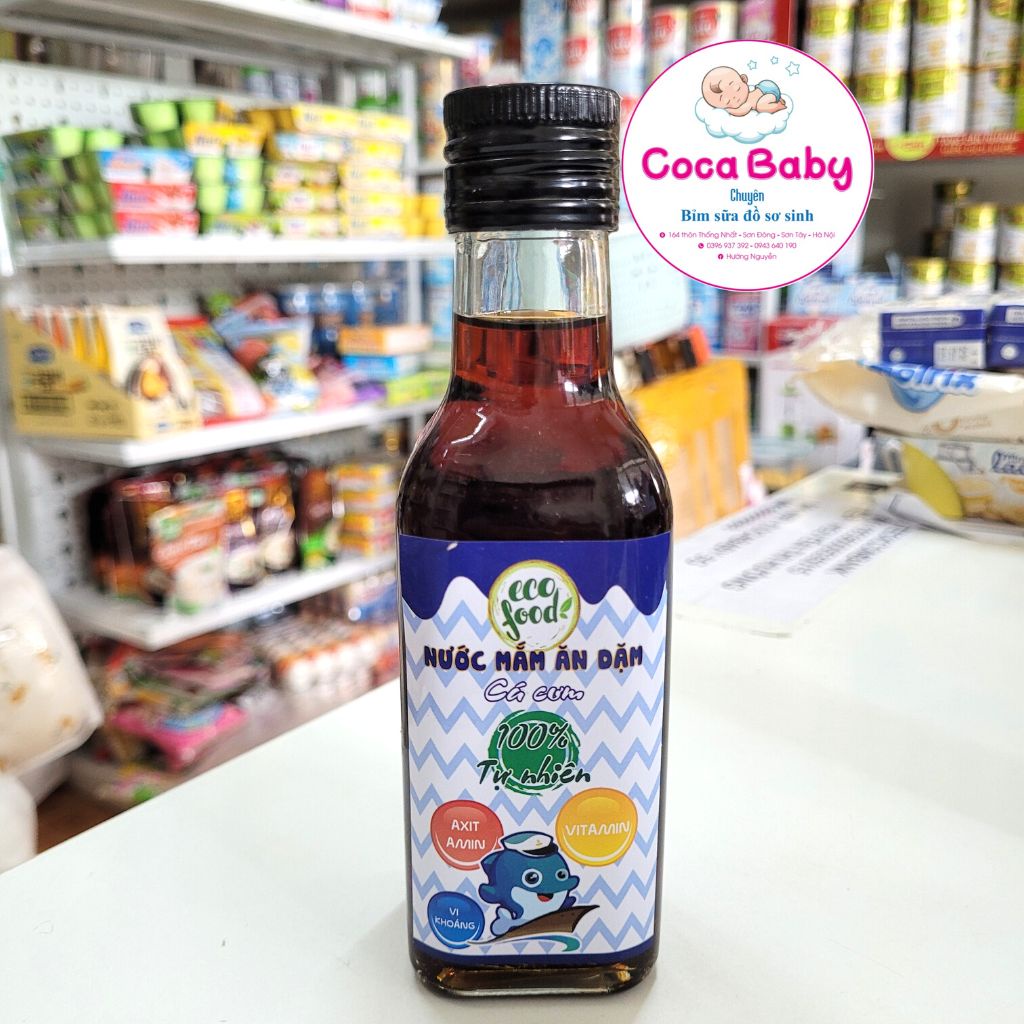 Coca Baby
Chuyên
Bỉm sữa đồ sơ sinh
164 thôn Thống Nhất - Sơn Đông - Sơn Tây - Hà Nội
0396 937 392 - 0943 640 190
Hường Nguyễn
eco
food
NƯỚC MẮM ĂN DẶM
Cá cơm
100%
Tự nhiên
AXIT
AMIN
VITAMIN
VI
KHOÁNG